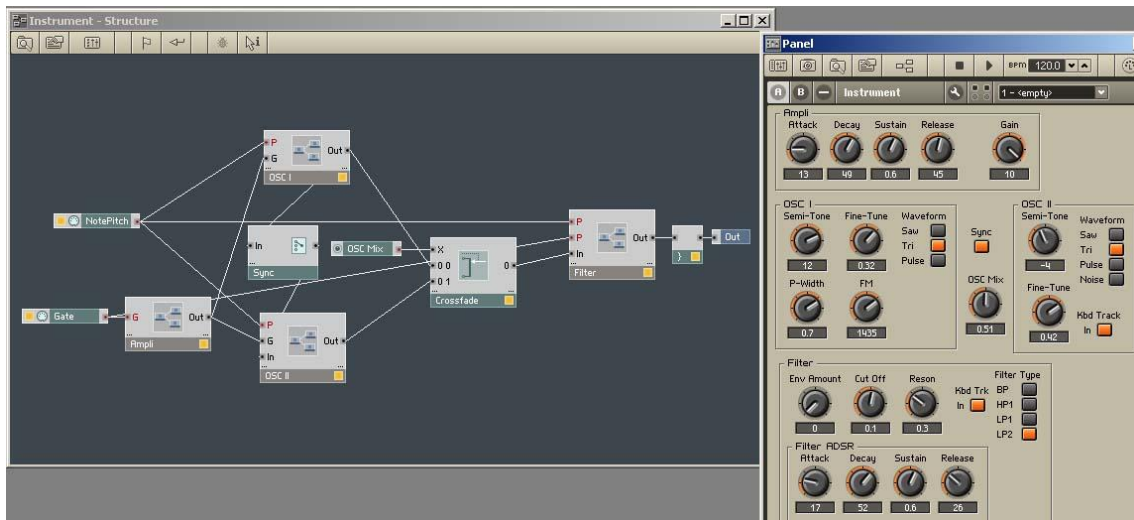 Instrument - Structure
P
G
Out
...
...
OSC I
NotePitch
In
Sync
OSC Mix
X
0 0
0 1
0
...
...
Crossfade
P
P
In
Out
...
...
Filter
}
Out
Gate
G
Out
...
...
Ampli
P
G
In
Out
...
...
OSC II
Panel
BPM 120.0
A B Instrument 1 - <empty>
Ampli
Attack Decay Sustain Release Gain
13 49 0.6 45 10
OSC I
Semi-Tone Fine-Tune Waveform
Saw
Tri
Pulse
12 0.32
P-Width FM
0.7 1435
Sync
OSC Mix
0.51
OSC II
Semi-Tone Waveform
Saw
Tri
Pulse
Noise
-4
Fine-Tune
Kbd Track
In
0.42
Filter
Env Amount Cut Off Reson
Kbd Trk
In
Filter Type
BP
HP1
LP1
LP2
0 0.1 0.3
Filter ADSR
Attack Decay Sustain Release
17 52 0.6 26